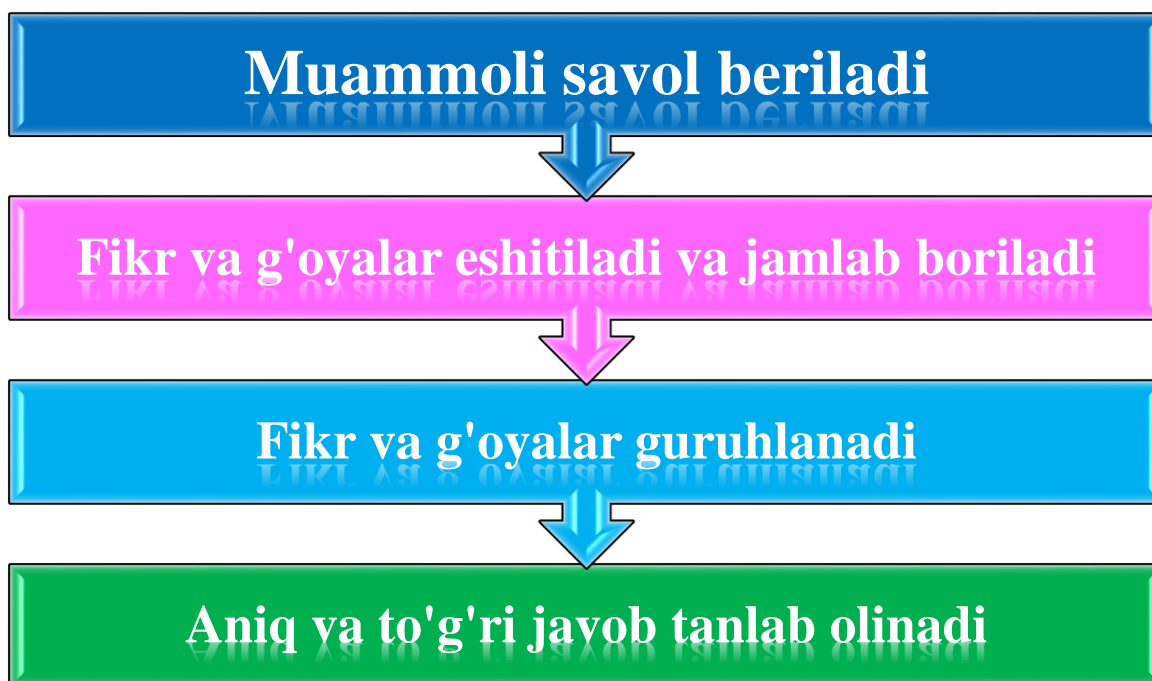 Muammoli savol beriladi
Fikr va g'oyalar eshitiladi va jamlab boriladi
Fikr va g'oyalar guruhlanadi
Aniq va to'g'ri javob tanlab olinadi